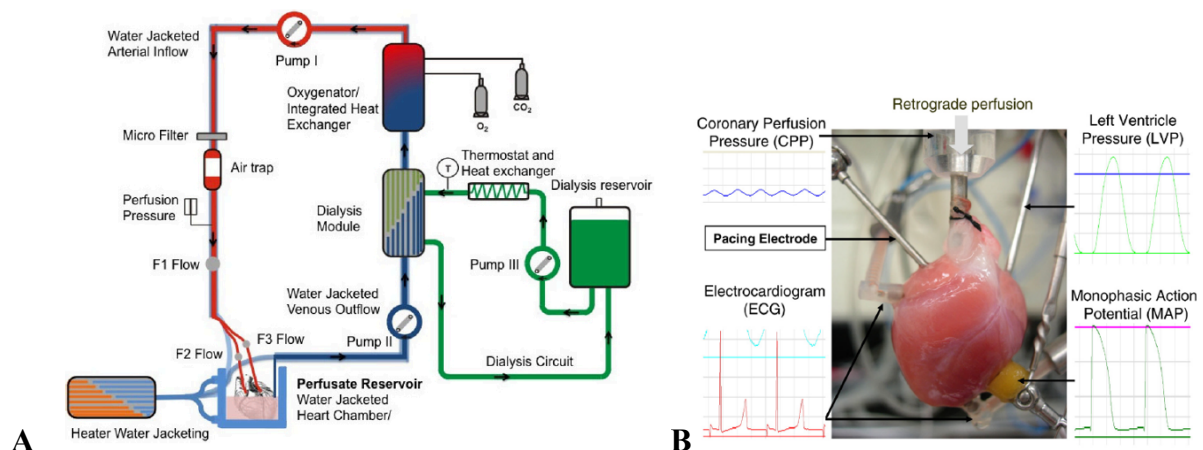 Water Jacketed
Arterial Inflow
Pump I
Oxygenator/
Integrated Heat
Exchanger
O₂
CO₂
Micro Filter
Air trap
Perfusion
Pressure
F1 Flow
Dialysis
Module
T
Thermostat and
Heat exchanger
Dialysis reservoir
Pump III
Water Jacketed
Venous Outflow
Pump II
F3 Flow
F2 Flow
Dialysis Circuit
Perfusate Reservoir
Water Jacketed
Heart Chamber/
Heater Water Jacketing
A
Retrograde perfusion
Coronary Perfusion
Pressure (CPP)
Left Ventricle
Pressure (LVP)
Pacing Electrode
Electrocardiogram
(ECG)
Monophasic Action
Potential (MAP)
B